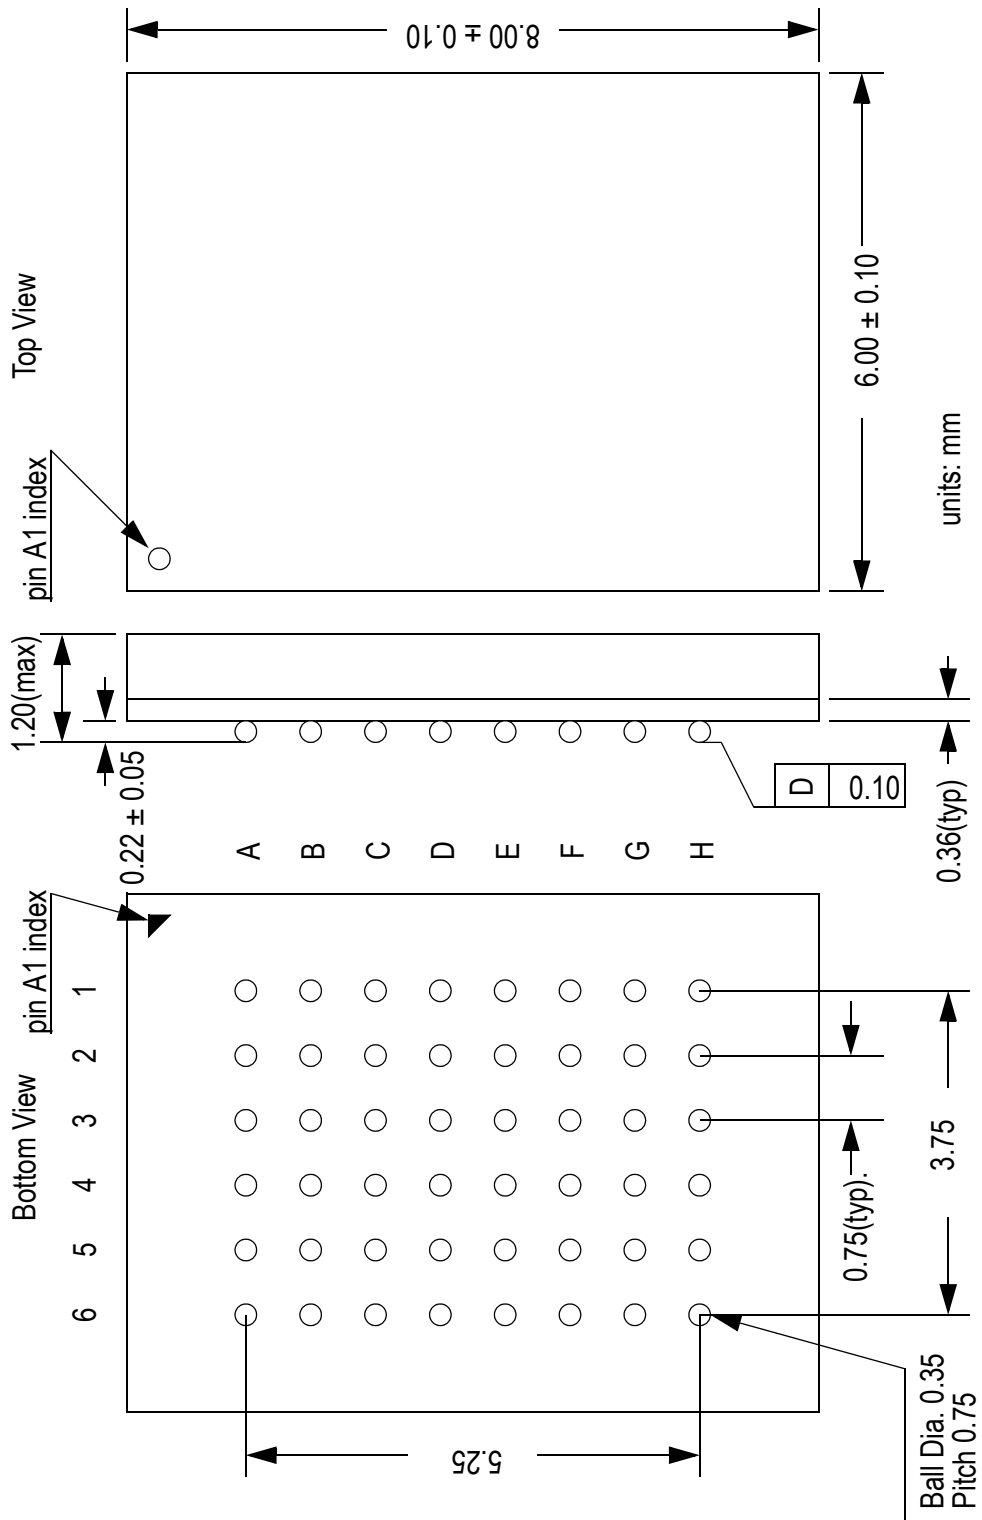 Bottom View
pin A1 index
1 2 3 4 5 6
A
B
C
D
E
F
G
H
5.25
0.75(typ).
3.75
Ball Dia. 0.35
Pitch 0.75
1.20(max)
0.22 ± 0.05
D 0.10
0.36(typ)
Top View
pin A1 index
8.00 ± 0.10
6.00 ± 0.10
units: mm